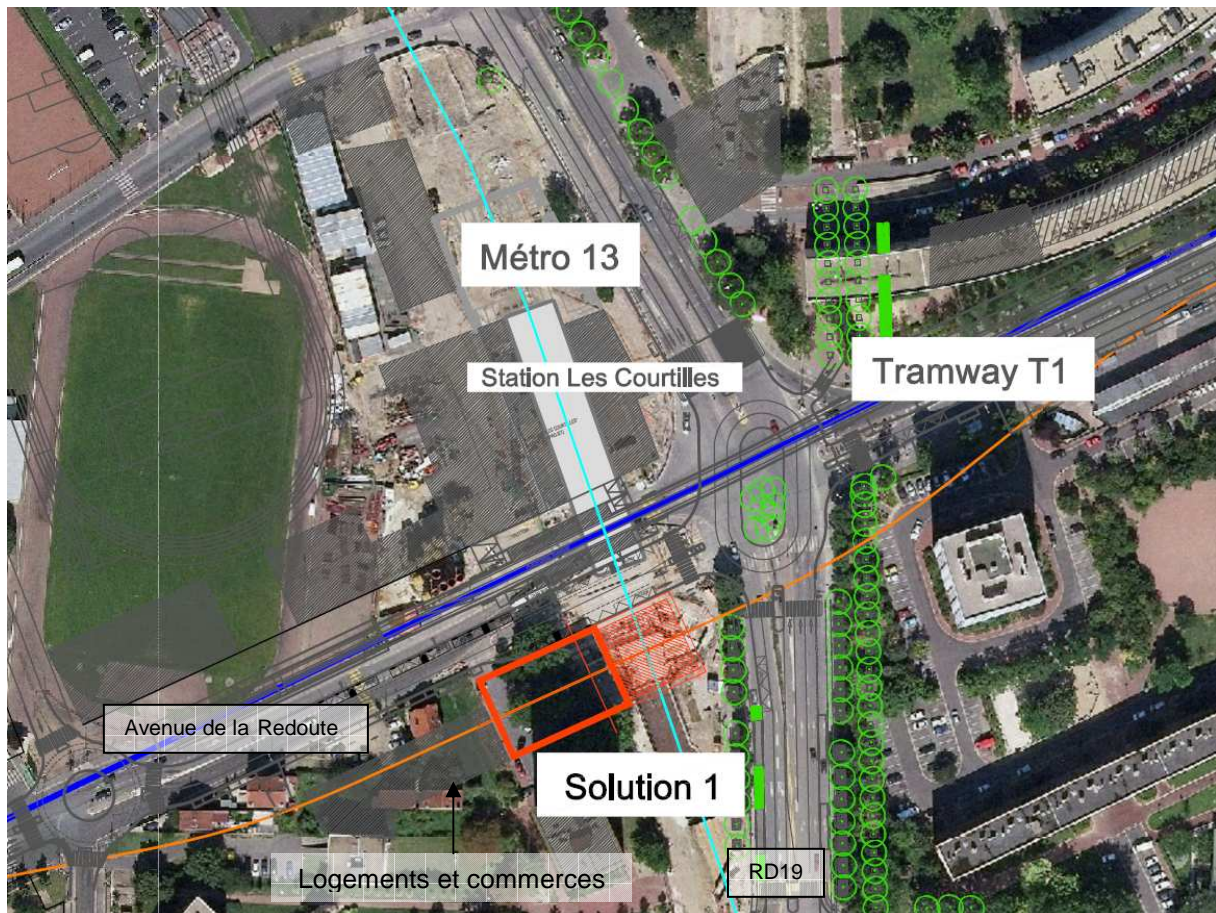 Métro 13
Station Les Courtilles
Tramway T1
Avenue de la Redoute
Solution 1
Logements et commerces
RD19